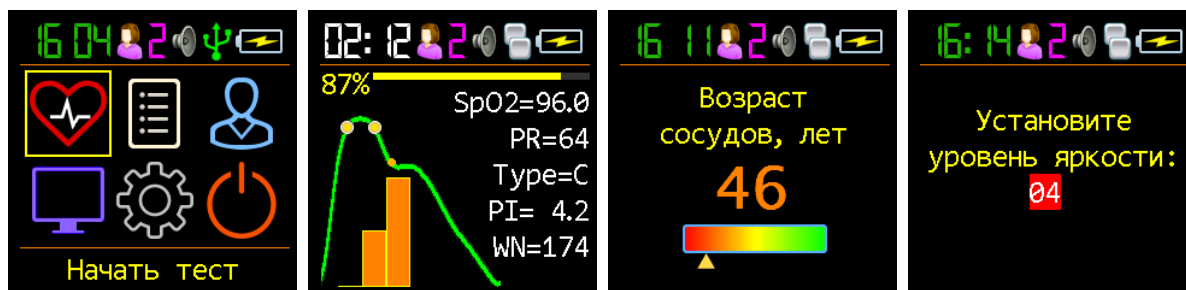 16 04 2
Начать тест
02: 12 2
87%
SpO2=96.0
PR=64
Type=C
PI= 4.2
WN=174
16 11 2
Возраст
сосудов, лет
46
16: 14 2
Установите
уровень яркости:
04